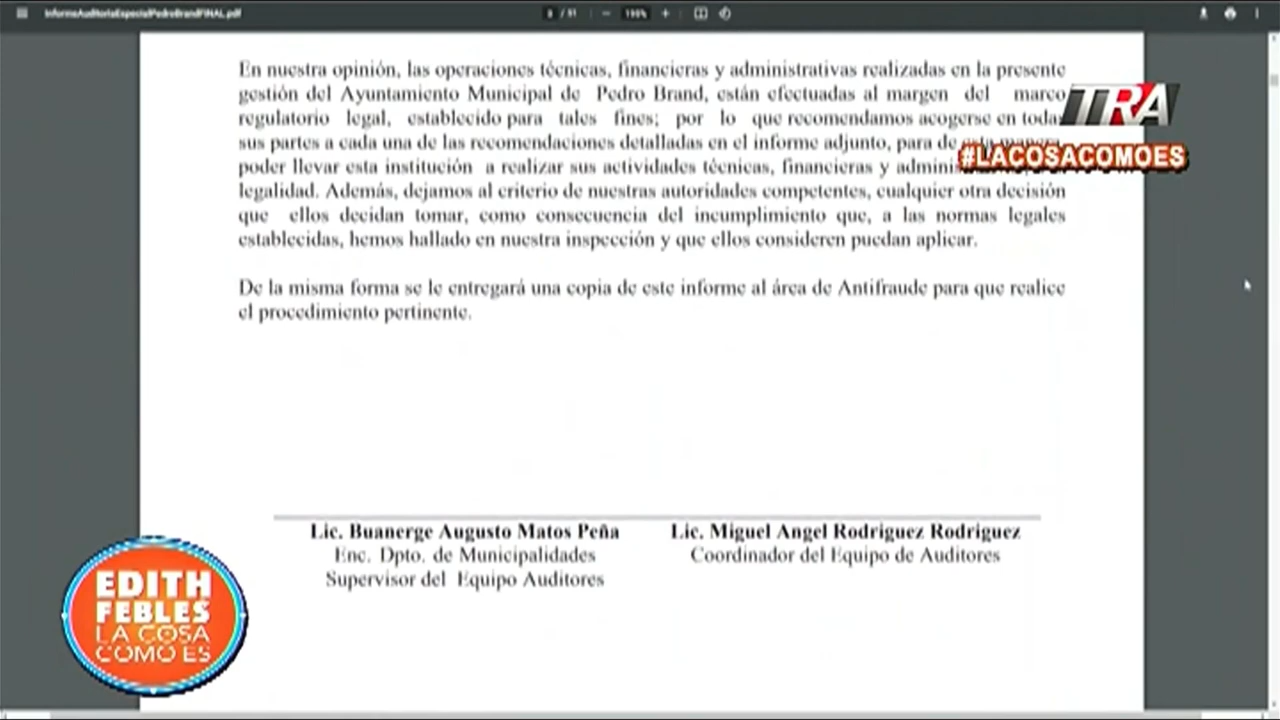 InformeAuditoriaEspecialPedroBrandFINAL.pdf
198%
TRA
#LACOSACOMOES
En nuestra opinión, las operaciones técnicas, financieras y administrativas realizadas en la presente
gestión del Ayuntamiento Municipal de Pedro Brand, están efectuadas al margen del marco
regulatorio legal, establecido para tales fines; por lo que recomendamos acogerse en todas
sus partes a cada una de las recomendaciones detalladas en el informe adjunto, para de
poder llevar esta institución a realizar sus actividades técnicas, financieras y
legalidad. Además, dejamos al criterio de nuestras autoridades competentes, cualquier otra decisión
que ellos decidan tomar, como consecuencia del incumplimiento que, a las normas legales
establecidas, hemos hallado en nuestra inspección y que ellos consideren puedan aplicar.
De la misma forma se le entregará una copia de este informe al área de Antifraude para que realice
el procedimiento pertinente.
Lic. Buanerge Augusto Matos Peña
Enc. Dpto. de Municipalidades
Supervisor del Equipo Auditores
Lic. Miguel Angel Rodriguez Rodriguez
Coordinador del Equipo de Auditores
EDITH
FEBLES
LA COSA
COMO ES